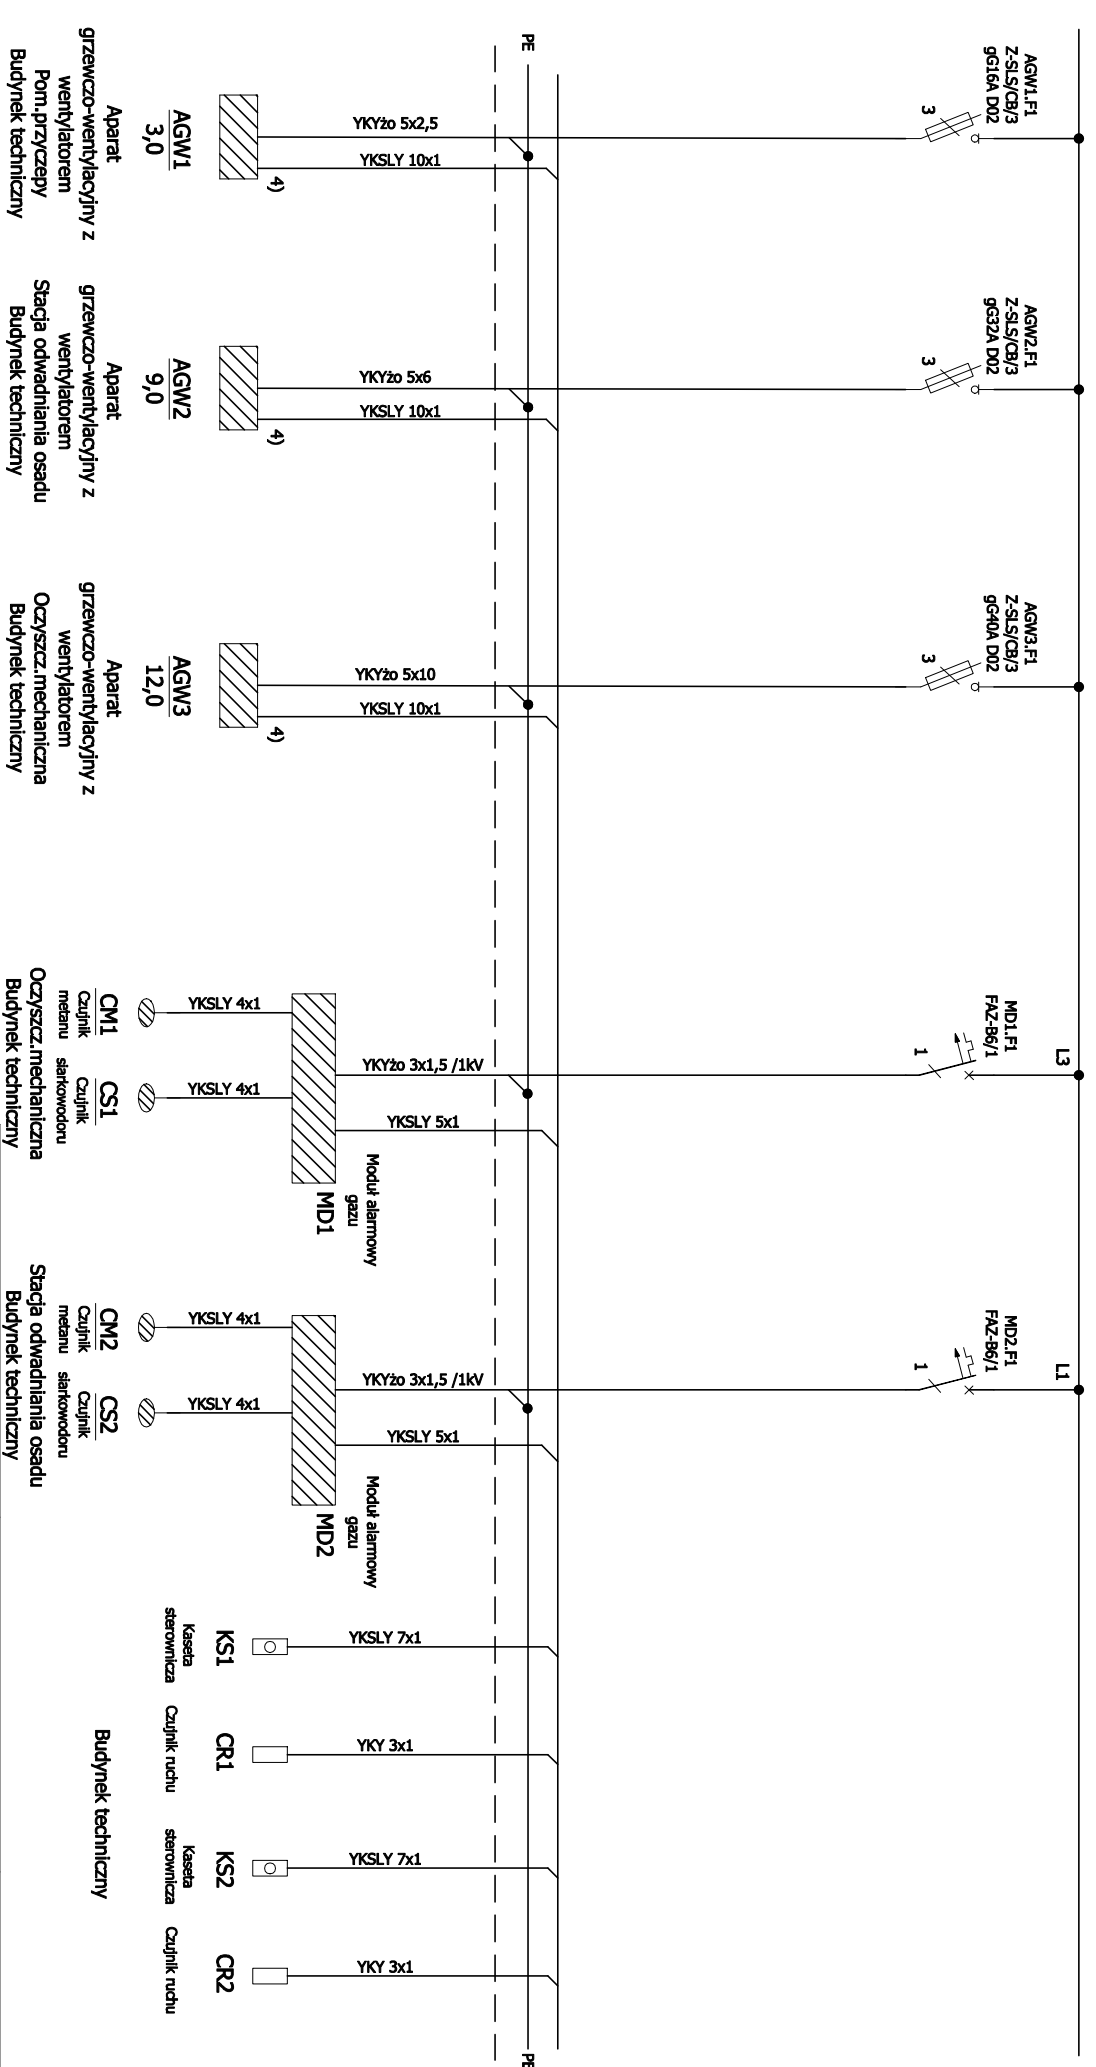 AGW1.F1
Z-SLS/CB/3
gG16A D02
3
PE
YKYżo 5x2,5
YKSLY 10x1
4)
AGW1
3,0
Aparat
grzewczo-wentylacyjny z
wentylatorem
Pom.przyczepy
Budynek techniczny
AGW2.F1
Z-SLS/CB/3
gG32A D02
3
YKYżo 5x6
YKSLY 10x1
4)
AGW2
9,0
Aparat
grzewczo-wentylacyjny z
wentylatorem
Stacja odwadniania osadu
Budynek techniczny
AGW3.F1
Z-SLS/CB/3
gG40A D02
3
YKYżo 5x10
YKSLY 10x1
4)
AGW3
12,0
Aparat
grzewczo-wentylacyjny z
wentylatorem
Oczyszcz.mechaniczna
Budynek techniczny
L3
MD1.F1
FAZ-B6/1
1
YKYżo 3x1,5 /1kV
YKSLY 5x1
Moduł alarmowy
gazu
MD1
YKSLY 4x1
YKSLY 4x1
CM1
Czujnik
metanu
CS1
Czujnik
siarkowodoru
Oczyszcz.mechaniczna
Budynek techniczny
L1
MD2.F1
FAZ-B6/1
1
YKYżo 3x1,5 /1kV
YKSLY 5x1
Moduł alarmowy
gazu
MD2
YKSLY 4x1
YKSLY 4x1
CM2
Czujnik
metanu
CS2
Czujnik
siarkowodoru
Stacja odwadniania osadu
Budynek techniczny
YKSLY 7x1
KS1
Kaseta
sterownicza
YKY 3x1
CR1
Czujnik ruchu
YKSLY 7x1
KS2
Kaseta
sterownicza
YKY 3x1
CR2
Czujnik ruchu
Budynek techniczny
PE